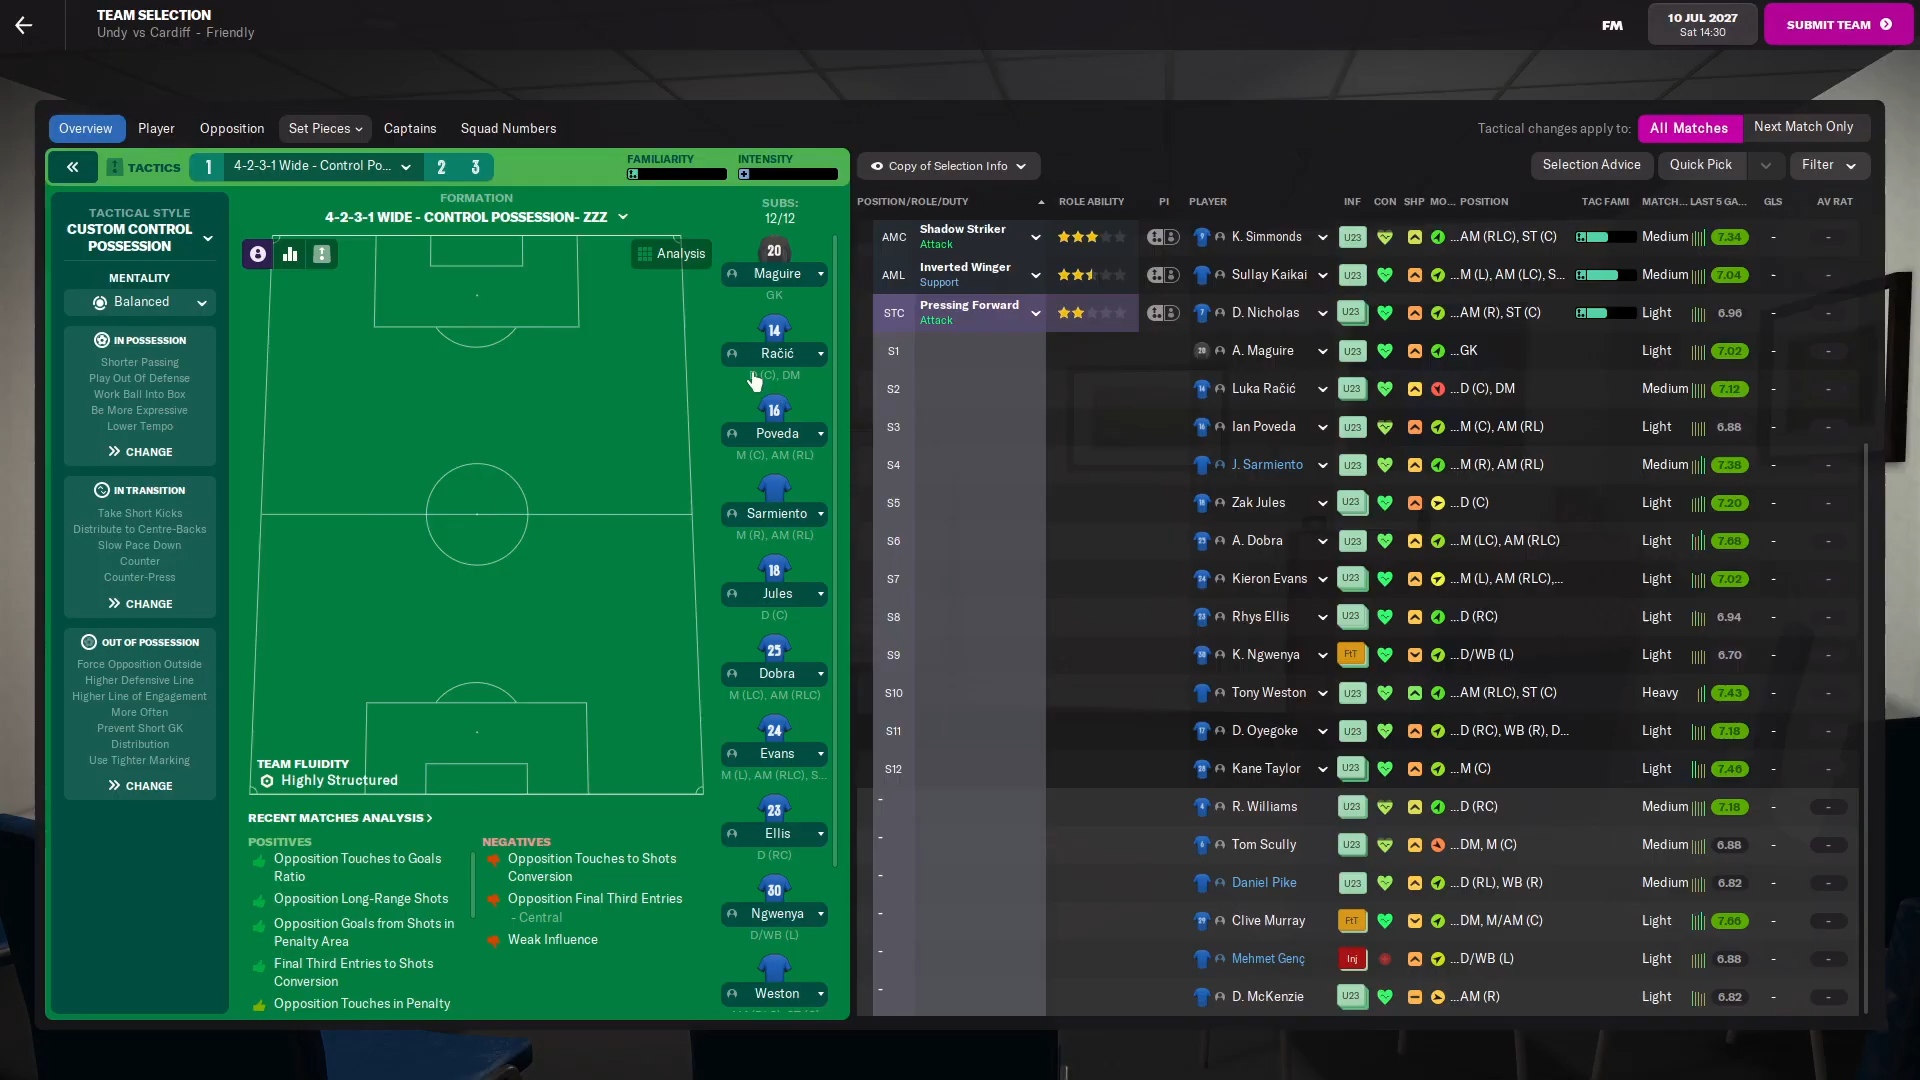 TEAM SELECTION
Undy vs Cardiff - Friendly
FM
10 JUL 2027
Sat 14:30
SUBMIT TEAM
Overview
Player
Opposition
Set Pieces
Captains
Squad Numbers
Tactical changes apply to:
All Matches
Next Match Only
TACTICS
1
4-2-3-1 Wide - Control Po...
2
3
FAMILIARITY
INTENSITY
Copy of Selection Info
Selection Advice
Quick Pick
Filter
TACTICAL STYLE
CUSTOM CONTROL
POSSESSION
MENTALITY
Balanced
IN POSSESSION
Shorter Passing
Play Out Of Defense
Work Ball Into Box
Be More Expressive
Lower Tempo
CHANGE
IN TRANSITION
Take Short Kicks
Distribute to Centre-Backs
Slow Pace Down
Counter
Counter-Press
CHANGE
OUT OF POSSESSION
Force Opposition Outside
Higher Defensive Line
Higher Line of Engagement
More Often
Prevent Short GK
Distribution
Use Tighter Marking
CHANGE
FORMATION
4-2-3-1 WIDE - CONTROL POSSESSION- ZZZ
Analysis
TEAM FLUIDITY
Highly Structured
RECENT MATCHES ANALYSIS >
POSITIVES
Opposition Touches to Goals
Ratio
Opposition Long-Range Shots
Opposition Goals from Shots in
Penalty Area
Final Third Entries to Shots
Conversion
Opposition Touches in Penalty
NEGATIVES
Opposition Touches to Shots
Conversion
Opposition Final Third Entries
- Central
Weak Influence
SUBS:
12/12
20
Maguire
GK
14
Račić
D (C), DM
16
Poveda
M (C), AM (RL)
Sarmiento
M (R), AM (RL)
18
Jules
D (C)
25
Dobra
M (LC), AM (RLC)
24
Evans
M (L), AM (RLC), S...
23
Ellis
D (RC)
30
Ngwenya
D/WB (L)
Weston
POSITION/ROLE/DUTY ROLE ABILITY PI PLAYER INF CON SHP MO... POSITION TAC FAMI MATCH... LAST 5 GA... GLS AV RAT
AMC Shadow Striker Attack K. Simmonds U23 ...AM (RLC), ST (C) Medium 7.34 - -
AML Inverted Winger Support Sullay Kaikai U23 ...M (L), AM (LC), S... Medium 7.04 - -
STC Pressing Forward Attack D. Nicholas U23 ...AM (R), ST (C) Light 6.96 - -
S1 A. Maguire U23 ...GK Light 7.02 - -
S2 Luka Račić U23 ...D (C), DM Medium 7.12 - -
S3 Ian Poveda U23 ...M (C), AM (RL) Light 6.88 - -
S4 J. Sarmiento U23 ...M (R), AM (RL) Medium 7.38 - -
S5 Zak Jules U23 ...D (C) Light 7.20 - -
S6 A. Dobra U23 ...M (LC), AM (RLC) Light 7.68 - -
S7 Kieron Evans U23 ...M (L), AM (RLC),... Light 7.02 - -
S8 Rhys Ellis U23 ...D (RC) Light 6.94 - -
S9 K. Ngwenya FtT ...D/WB (L) Light 6.70 - -
S10 Tony Weston U23 ...AM (RLC), ST (C) Heavy 7.43 - -
S11 D. Oyegoke U23 ...D (RC), WB (R), D... Light 7.18 - -
S12 Kane Taylor U23 ...M (C) Light 7.46 - -
- R. Williams U23 ...D (RC) Medium 7.18 - -
- Tom Scully U23 ...DM, M (C) Medium 6.88 - -
- Daniel Pike U23 ...D (RL), WB (R) Medium 6.82 - -
- Clive Murray FtT ...DM, M/AM (C) Light 7.66 - -
- Mehmet Genç Inj ...D/WB (L) Light 6.88 - -
- D. McKenzie U23 ...AM (R) Light 6.82 - -